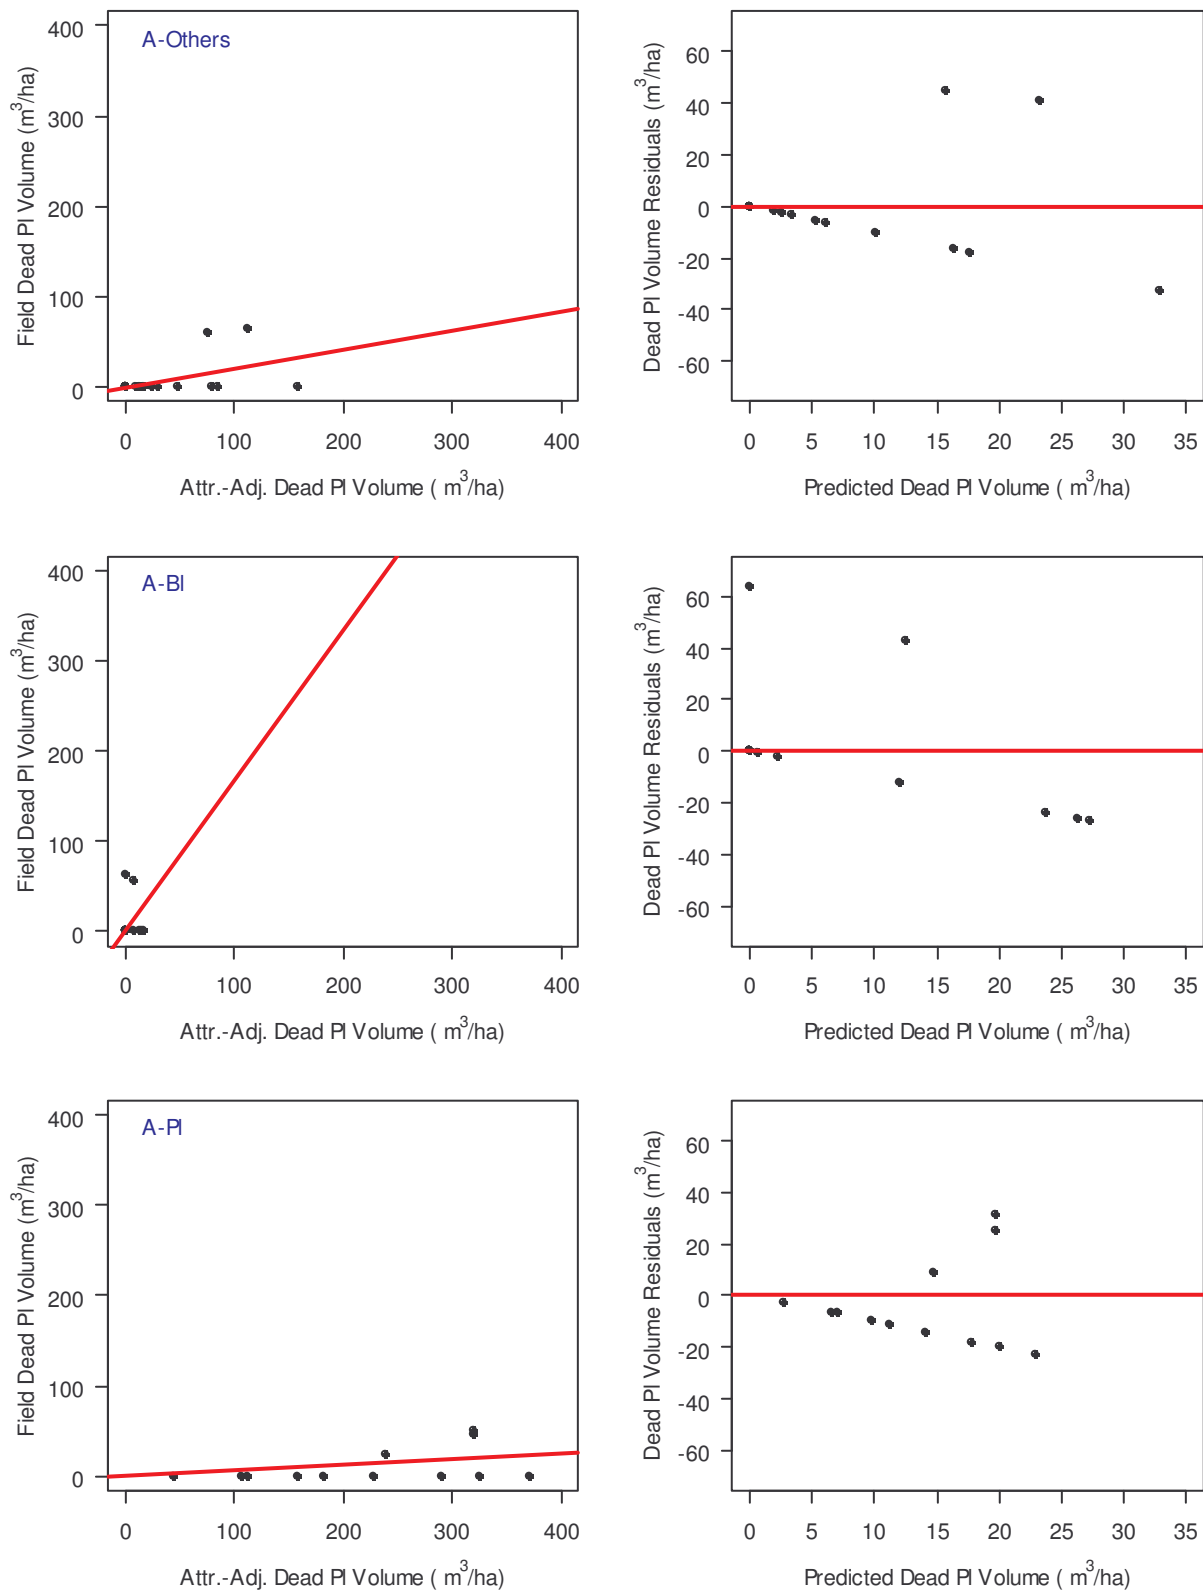 A-Others
Field Dead Pl Volume (m³/ha)
400
300
200
100
0
0 100 200 300 400
Attr.-Adj. Dead Pl Volume ( m³/ha)
Dead Pl Volume Residuals (m³/ha)
60
40
20
0
-20
-40
-60
0 5 10 15 20 25 30 35
Predicted Dead Pl Volume ( m³/ha)
A-Bl
Field Dead Pl Volume (m³/ha)
400
300
200
100
0
0 100 200 300 400
Attr.-Adj. Dead Pl Volume ( m³/ha)
Dead Pl Volume Residuals (m³/ha)
60
40
20
0
-20
-40
-60
0 5 10 15 20 25 30 35
Predicted Dead Pl Volume ( m³/ha)
A-Pl
Field Dead Pl Volume (m³/ha)
400
300
200
100
0
0 100 200 300 400
Attr.-Adj. Dead Pl Volume ( m³/ha)
Dead Pl Volume Residuals (m³/ha)
60
40
20
0
-20
-40
-60
0 5 10 15 20 25 30 35
Predicted Dead Pl Volume ( m³/ha)